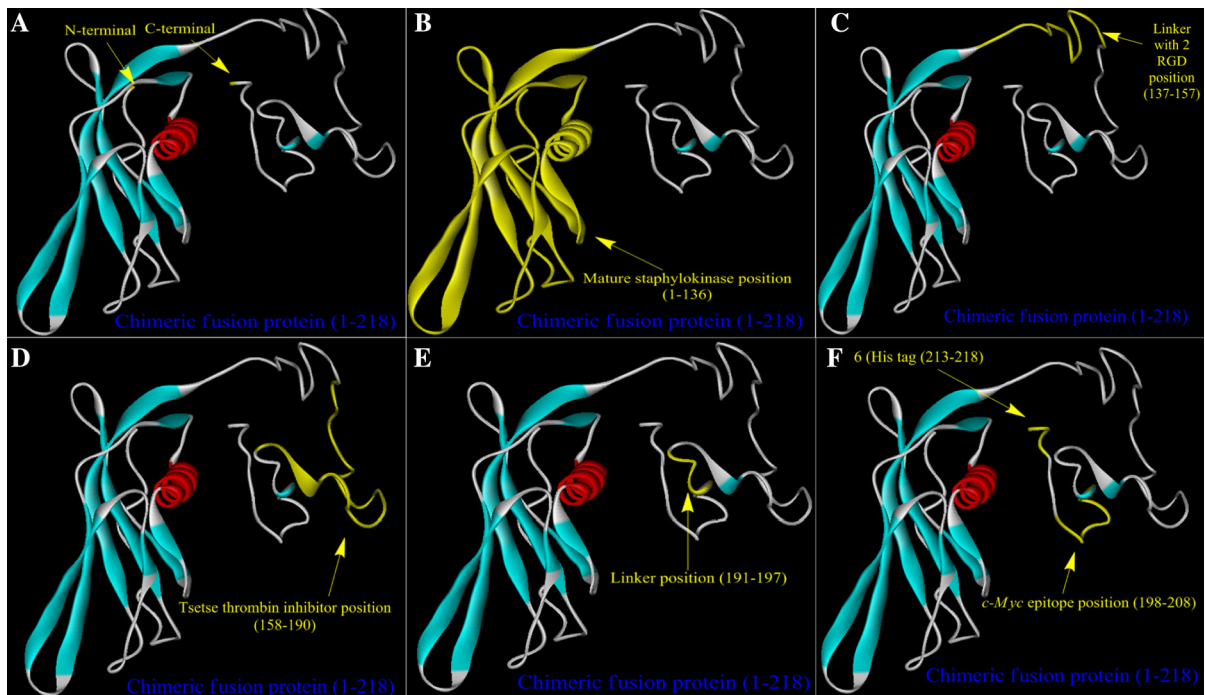 A
N-terminal
C-terminal
Chimeric fusion protein (1-218)
B
Mature staphylokinase position
(1-136)
Chimeric fusion protein (1-218)
C
Linker
with 2
RGD
position
(137-157)
Chimeric fusion protein (1-218)
D
Tsetse thrombin inhibitor position
(158-190)
Chimeric fusion protein (1-218)
E
Linker position (191-197)
Chimeric fusion protein (1-218)
F
6 (His tag (213-218)
c-Myc epitope position (198-208)
Chimeric fusion protein (1-218)